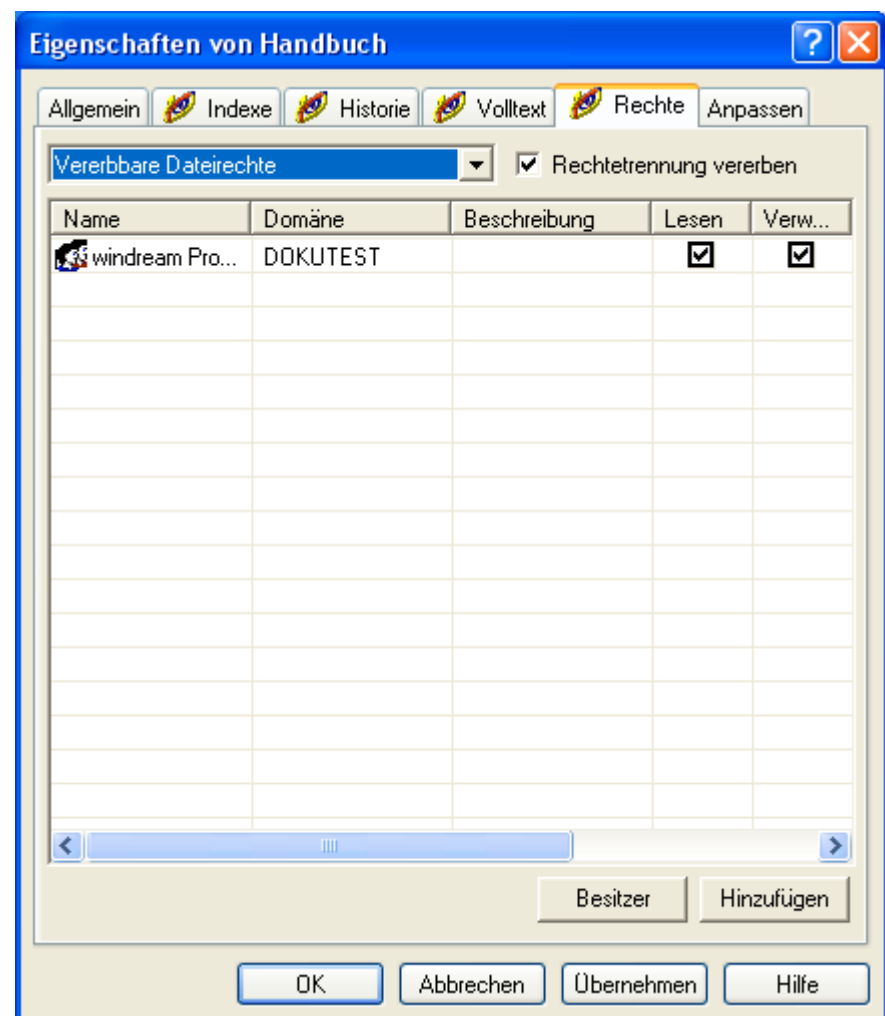 Eigenschaften von Handbuch
Allgemein Indexe Historie Volltext Rechte Anpassen
Vererbbare Dateirechte Rechtetrennung vererben
Name Domäne Beschreibung Lesen Verw...
windream Pro... DOKUTEST
Besitzer Hinzufügen
OK Abbrechen Übernehmen Hilfe